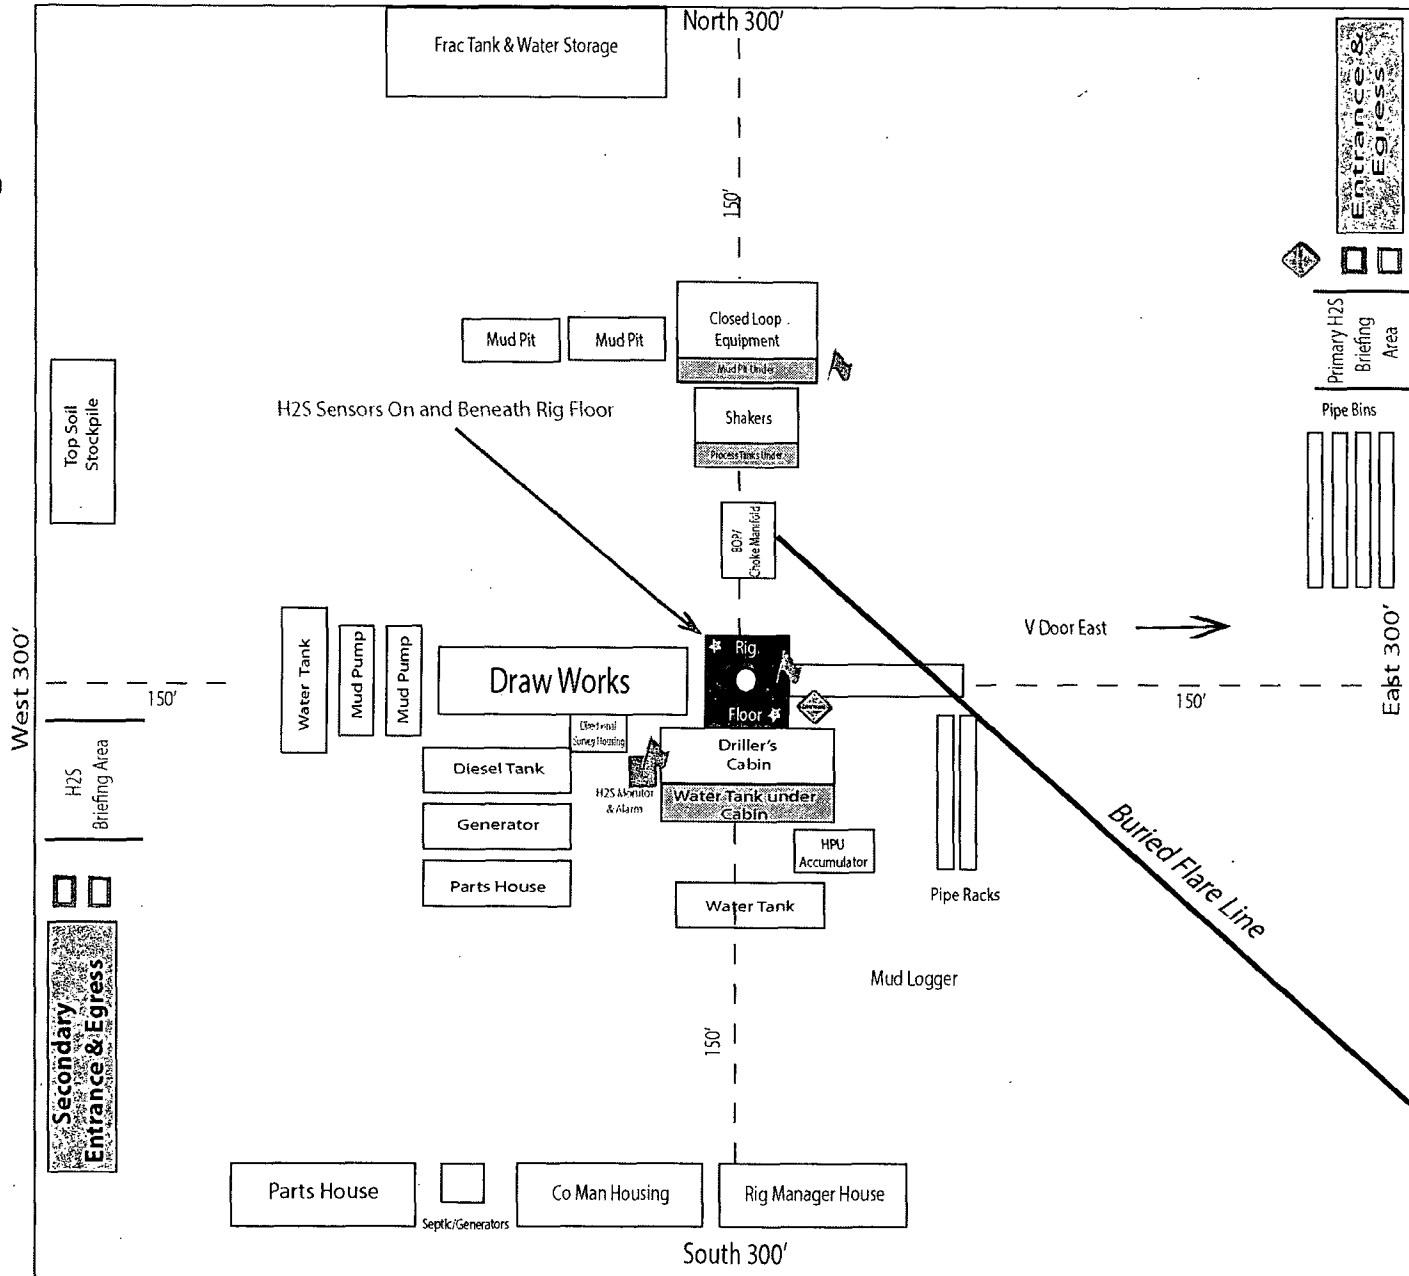 North 300'
Frac Tank & Water Storage
Entrance &
Egress
150'
Closed Loop
Equipment
Mud Pit Under
Mud Pit
Mud Pit
Primary H2S
Briefing
Area
Top Soil
Stockpile
H2S Sensors On and Beneath Rig Floor
Shakers
Process Tanks Under
Pipe Bins
BOP/
Choke Manifold
V Door East
West 300'
150'
Water Tank
Mud Pump
Mud Pump
Draw Works
Rig
Floor
150'
East 300'
Directional
Survey Housing
Driller's
Cabin
H2S
Briefing Area
Diesel Tank
H2S Monitor
& Alarm
Water Tank under
Cabin
Generator
HPU
Accumulator
Buried Flare Line
Parts House
Water Tank
Pipe Racks
Mud Logger
Secondary
Entrance & Egress
150'
Parts House
Septic/Generators
Co Man Housing
Rig Manager House
South 300'